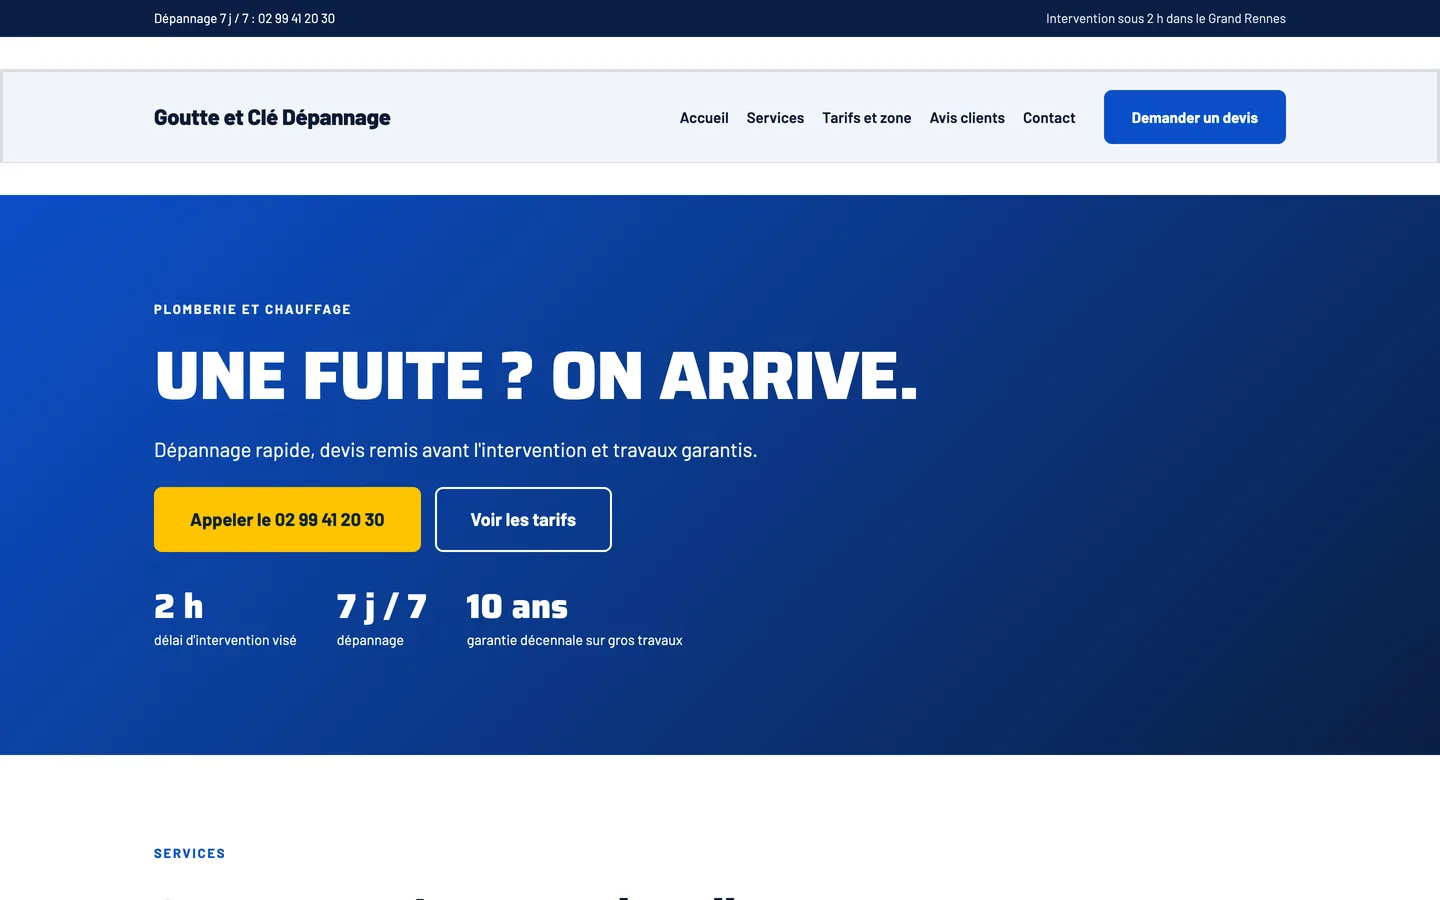 Dépannage 7 j / 7 : 02 99 41 20 30
Intervention sous 2 h dans le Grand Rennes
Goutte et Clé Dépannage
Accueil
Services
Tarifs et zone
Avis clients
Contact
Demander un devis
PLOMBERIE ET CHAUFFAGE
UNE FUITE ? ON ARRIVE.
Dépannage rapide, devis remis avant l'intervention et travaux garantis.
Appeler le 02 99 41 20 30
Voir les tarifs
2 h
délai d'intervention visé
7 j / 7
dépannage
10 ans
garantie décennale sur gros travaux
SERVICES